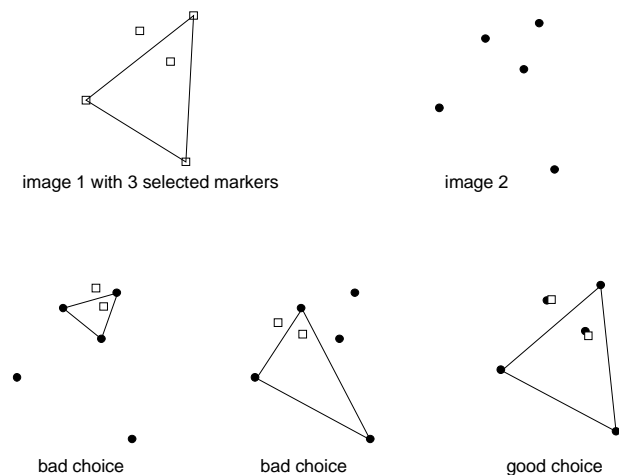 image 1 with 3 selected markers
image 2
bad choice
bad choice
good choice